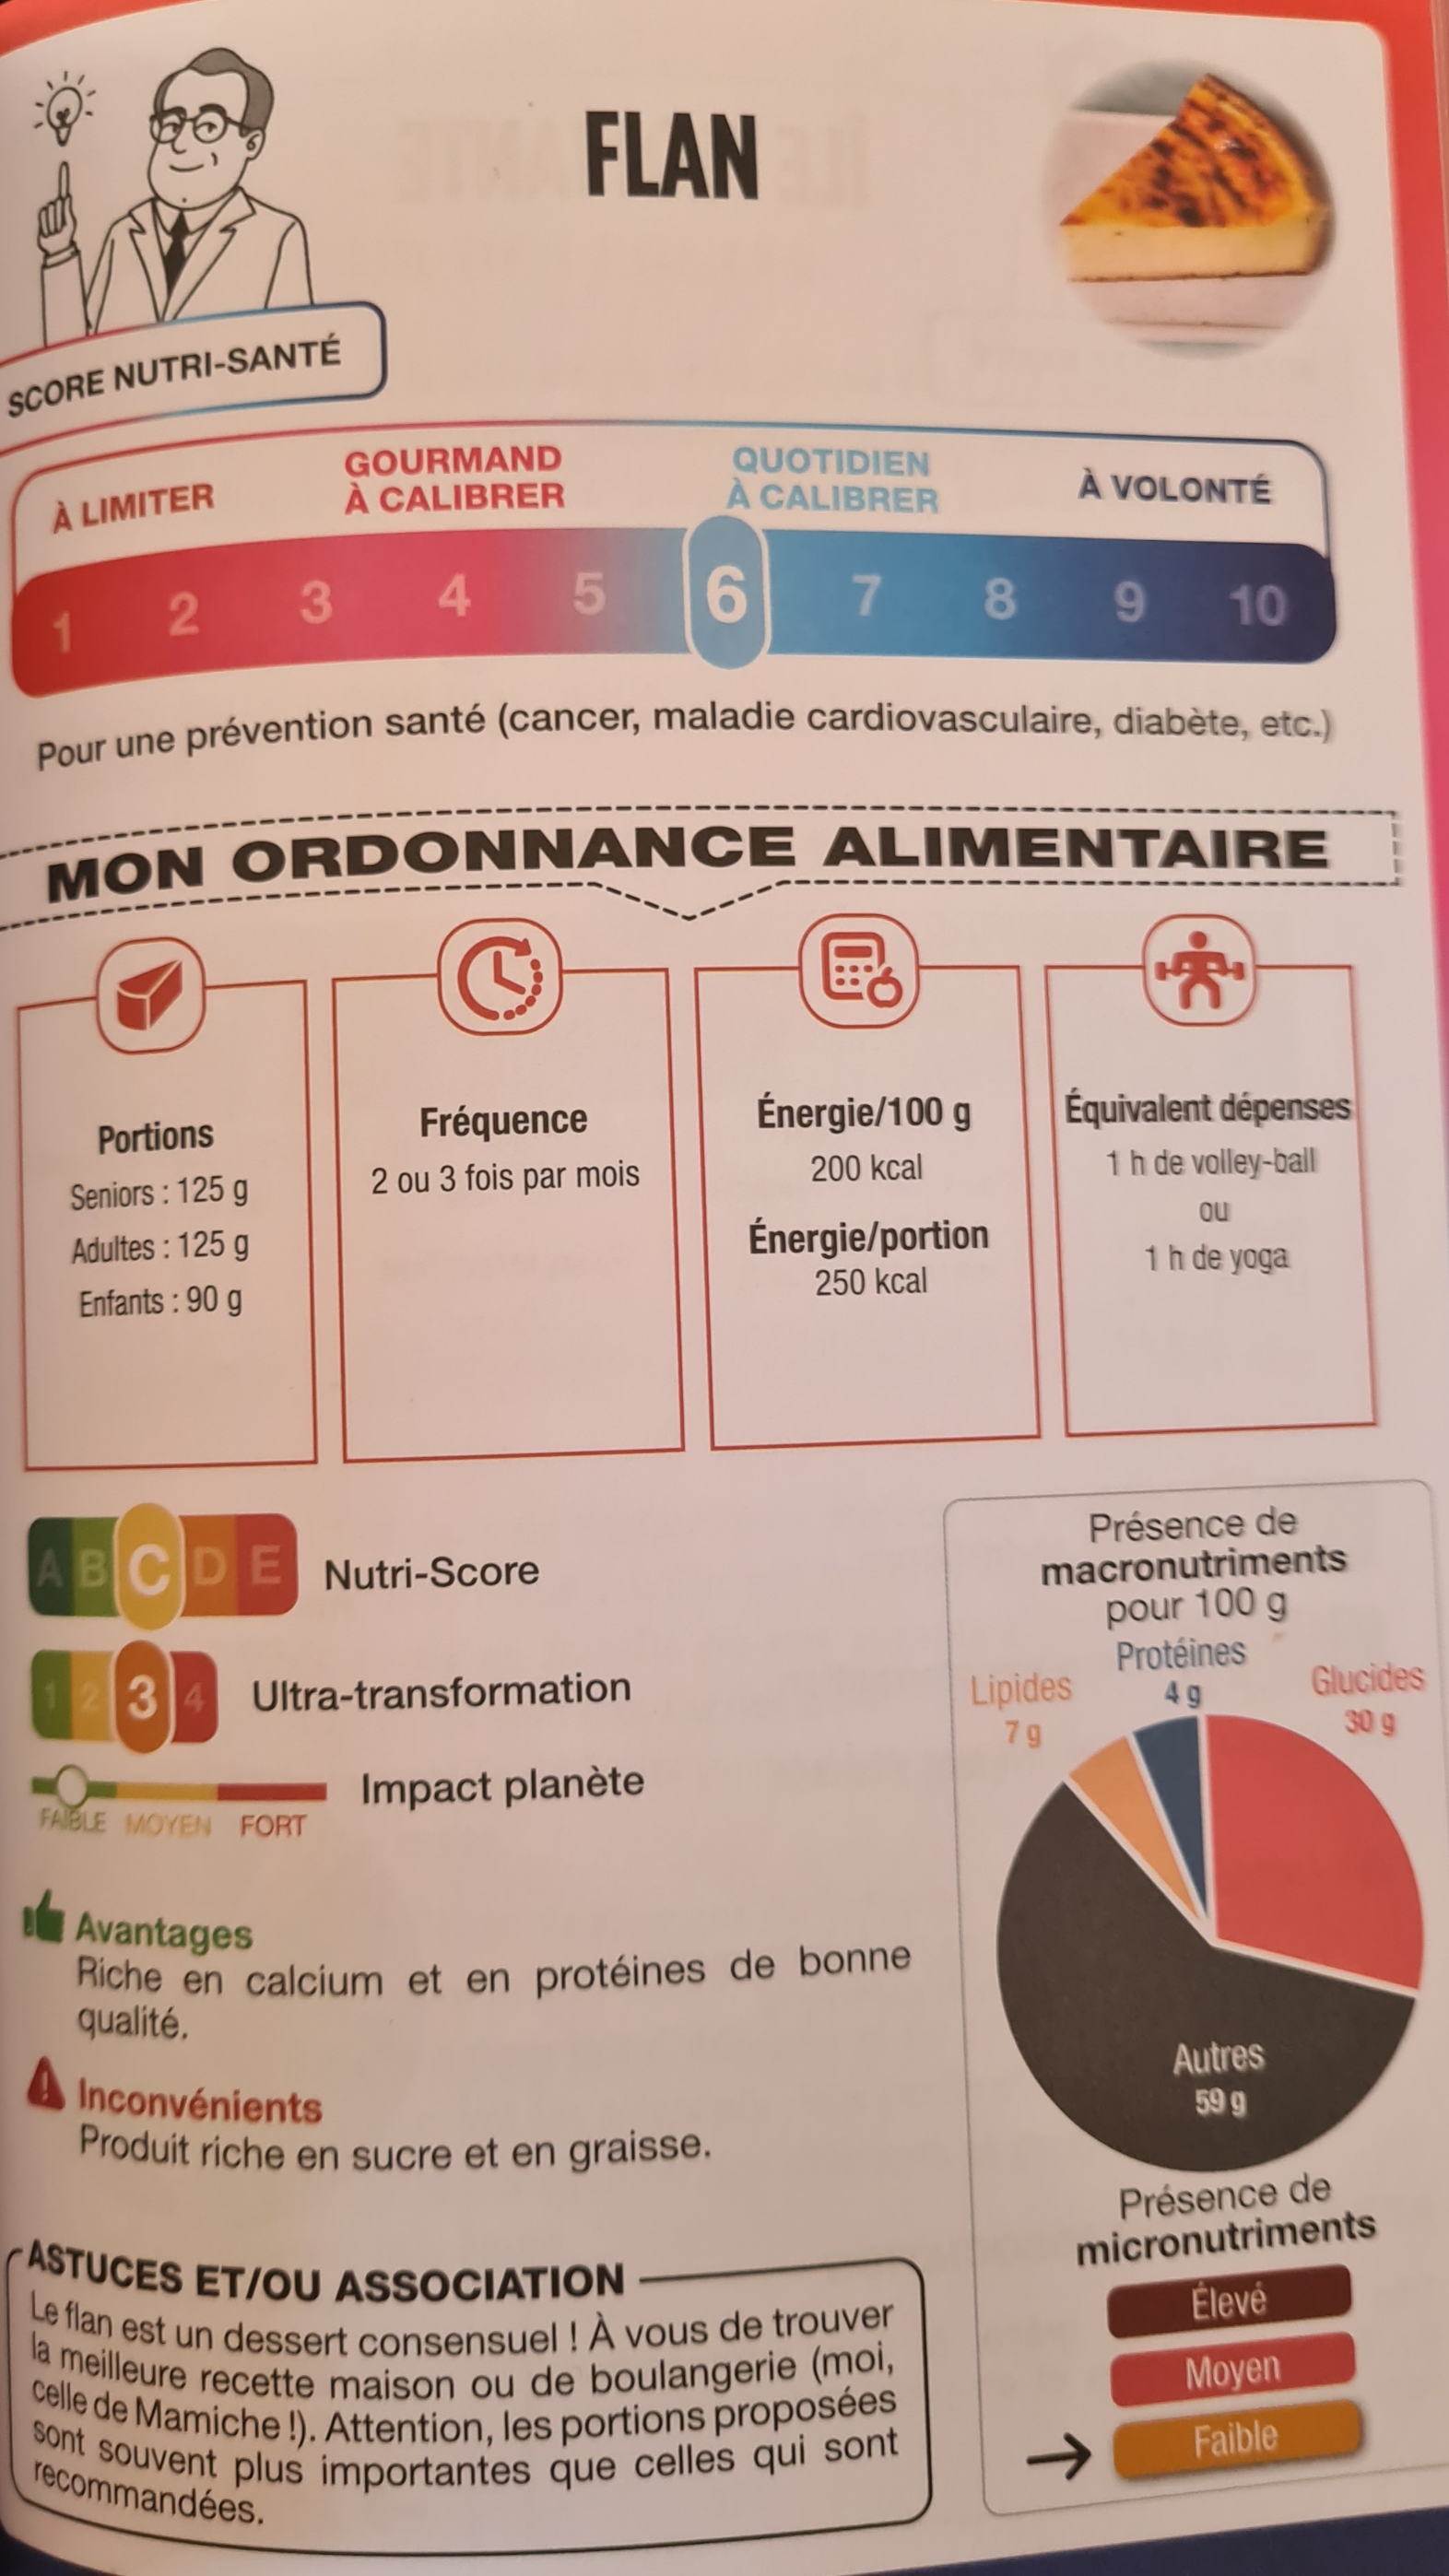 FLAN
SCORE NUTRI-SANTÉ
À LIMITER
GOURMAND
À CALIBRER
QUOTIDIEN
À CALIBRER
À VOLONTÉ
1 2 3 4 5 6 7 8 9 10
Pour une prévention santé (cancer, maladie cardiovasculaire, diabète, etc.)
MON ORDONNANCE ALIMENTAIRE
Portions
Seniors : 125 g
Adultes : 125 g
Enfants : 90 g
Fréquence
2 ou 3 fois par mois
Énergie/100 g
200 kcal
Énergie/portion
250 kcal
Équivalent dépenses
1 h de volley-ball
ou
1 h de yoga
A B C D E Nutri-Score
1 2 3 4 Ultra-transformation
Impact planète
FAIBLE MOYEN FORT
Avantages
Riche en calcium et en protéines de bonne
qualité.
Inconvénients
Produit riche en sucre et en graisse.
ASTUCES ET/OU ASSOCIATION
Le flan est un dessert consensuel ! À vous de trouver
la meilleure recette maison ou de boulangerie (moi,
celle de Mamiche !). Attention, les portions proposées
sont souvent plus importantes que celles qui sont
recommandées.
Présence de
macronutriments
pour 100 g
Lipides
7 g
Protéines
4 g
Glucides
30 g
Autres
59 g
Présence de
micronutriments
Élevé
Moyen
Faible